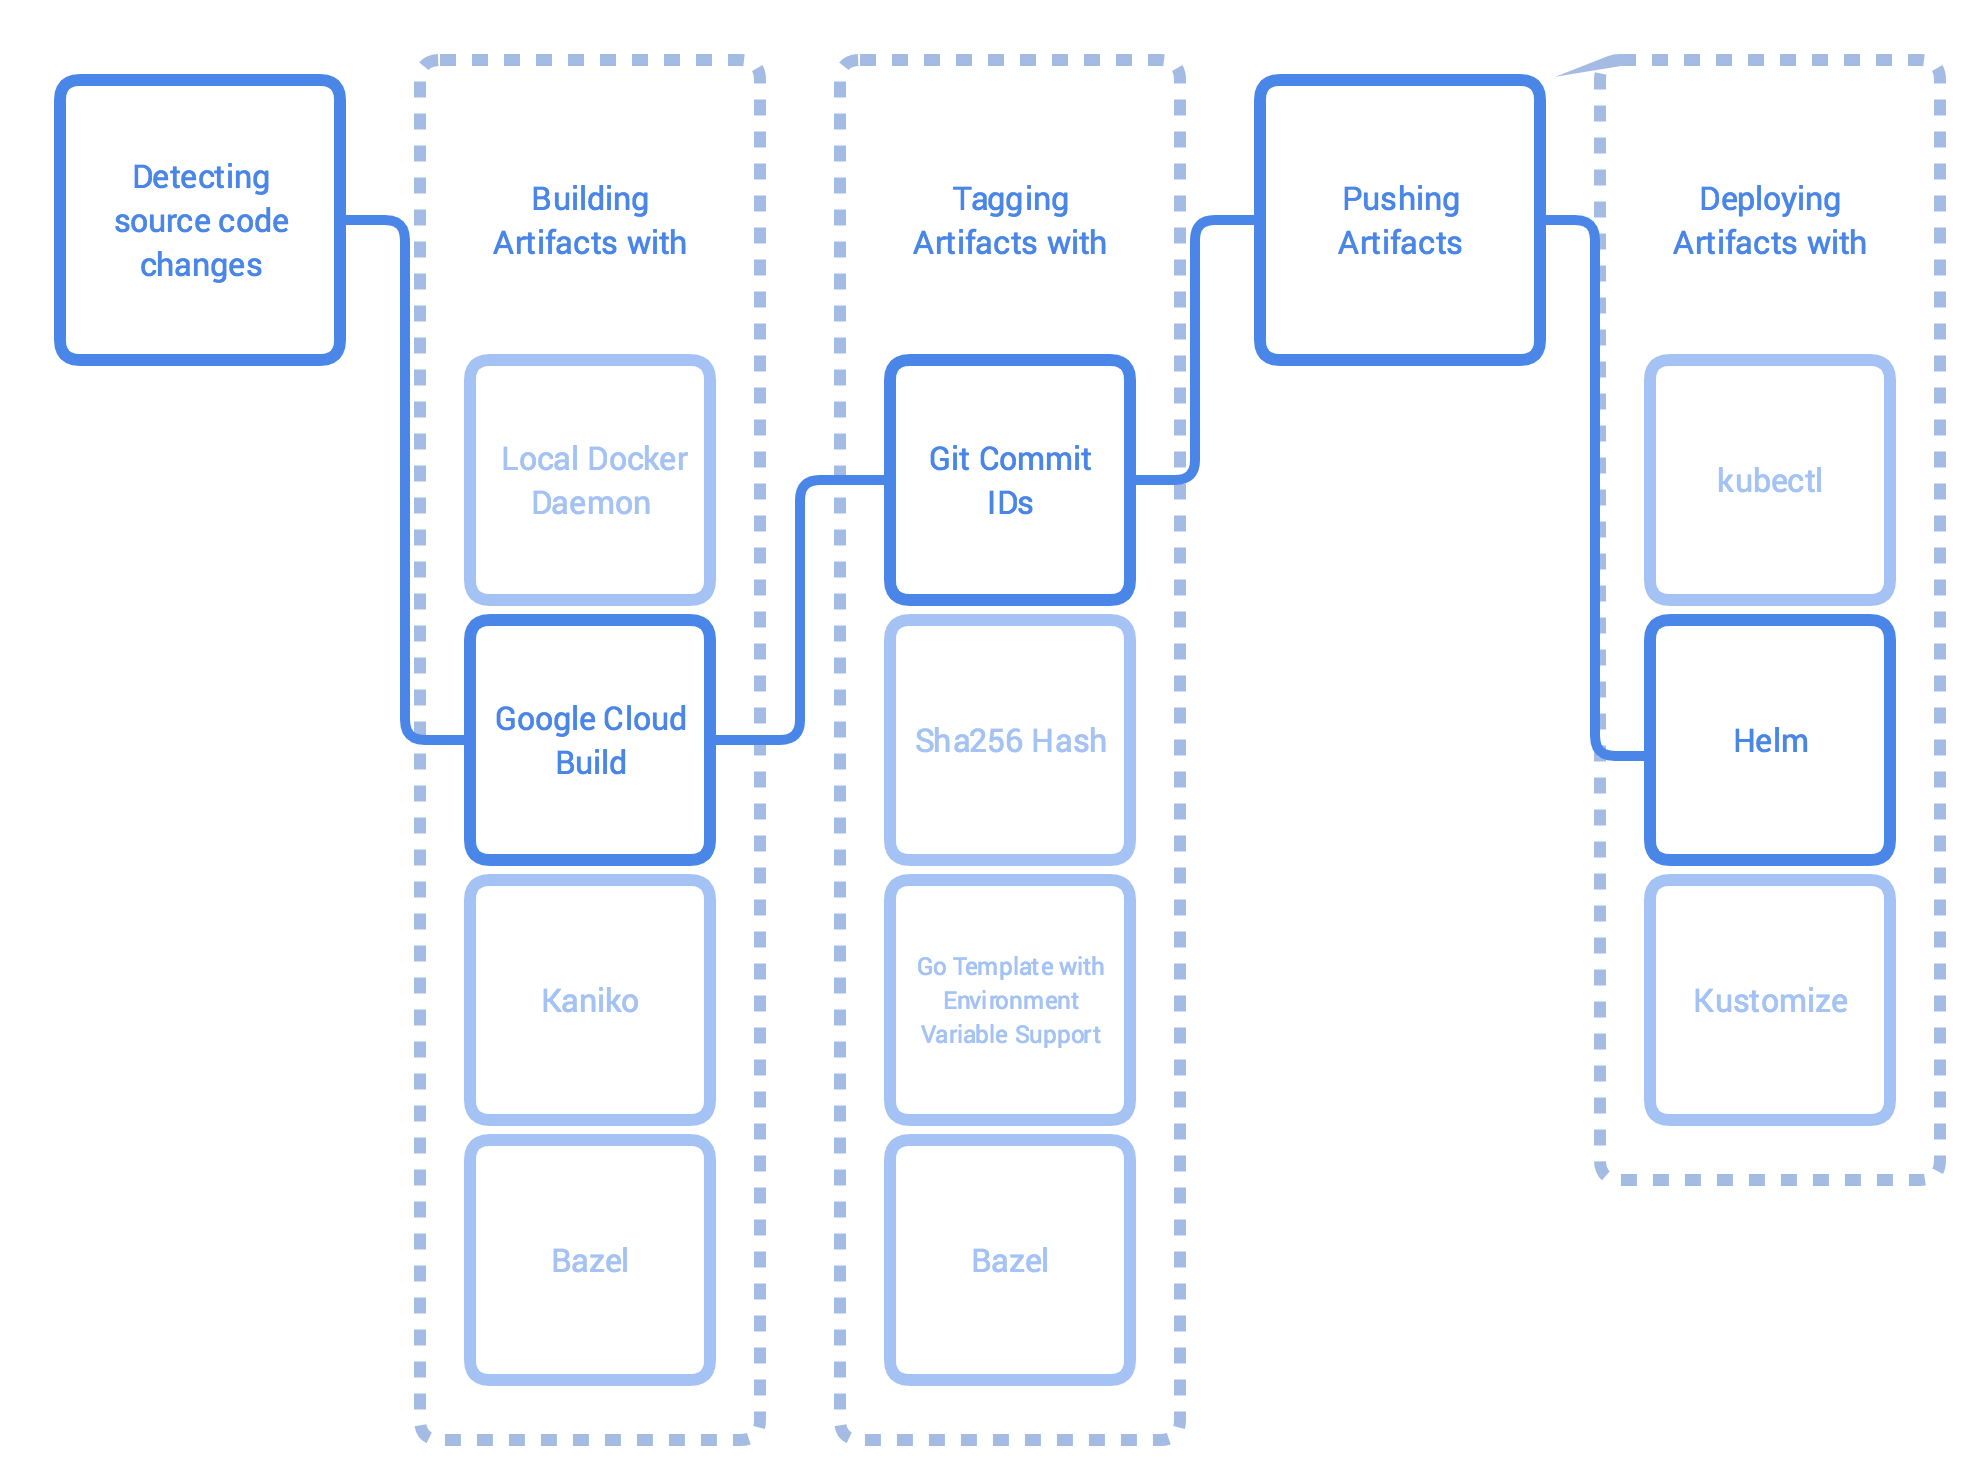 Detecting
source code
changes
Building
Artifacts with
Local Docker
Daemon
Google Cloud
Build
Kaniko
Bazel
Tagging
Artifacts with
Git Commit
IDs
Sha256 Hash
Go Template with
Environment
Variable Support
Bazel
Pushing
Artifacts
Deploying
Artifacts with
kubectl
Helm
Kustomize